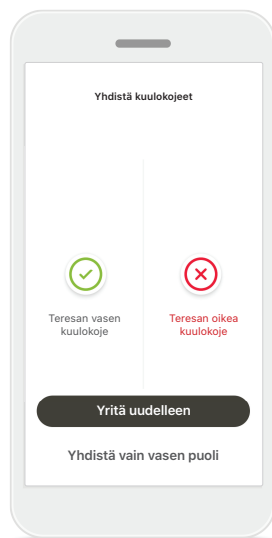 Yhdistä kuulokojeet
Teresan vasen
kuulokoje
Teresan oikea
kuulokoje
Yritä uudelleen
Yhdistä vain vasen puoli